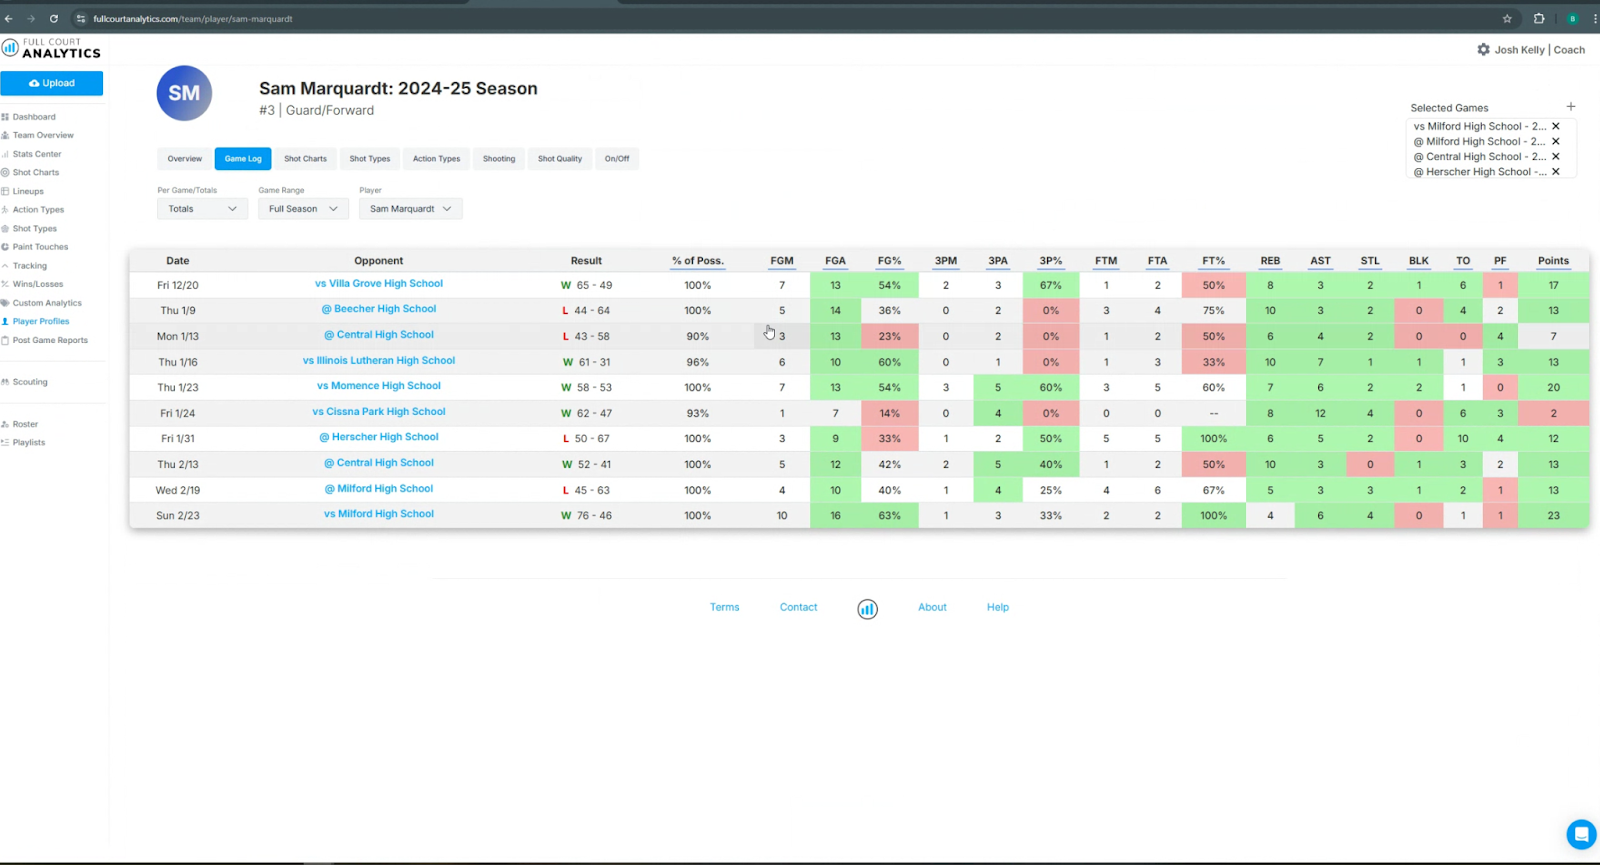 fullcourtanalytics.com/team/player/sam-marquardt
B
FULL COURT
ANALYTICS
Josh Kelly | Coach
Upload
SM
Sam Marquardt: 2024-25 Season
#3 | Guard/Forward
Selected Games
vs Milford High School - 2...
@ Milford High School - 2...
@ Central High School - 2...
@ Herscher High School -...
Dashboard
Team Overview
Stats Center
Shot Charts
Lineups
Action Types
Shot Types
Paint Touches
Tracking
Wins/Losses
Custom Analytics
Player Profiles
Post Game Reports
Scouting
Roster
Playlists
Overview Game Log Shot Charts Shot Types Action Types Shooting Shot Quality On/Off
Per Game/Totals Game Range Player
Totals Full Season Sam Marquardt
Date Opponent Result % of Poss. FGM FGA FG% 3PM 3PA 3P% FTM FTA FT% REB AST STL BLK TO PF Points
Fri 12/20 vs Villa Grove High School W 65 - 49 100% 7 13 54% 2 3 67% 1 2 50% 8 3 2 1 6 1 17
Thu 1/9 @ Beecher High School L 44 - 64 100% 5 14 36% 0 2 0% 3 4 75% 10 3 2 0 4 2 13
Mon 1/13 @ Central High School L 43 - 58 90% 3 13 23% 0 2 0% 1 2 50% 6 4 2 0 0 4 7
Thu 1/16 vs Illinois Lutheran High School W 61 - 31 96% 6 10 60% 0 1 0% 1 3 33% 10 7 1 1 1 3 13
Thu 1/23 vs Momence High School W 58 - 53 100% 7 13 54% 3 5 60% 3 5 60% 7 6 2 2 1 0 20
Fri 1/24 vs Cissna Park High School W 62 - 47 93% 1 7 14% 0 4 0% 0 0 -- 8 12 4 0 6 3 2
Fri 1/31 @ Herscher High School L 50 - 67 100% 3 9 33% 1 2 50% 5 5 100% 6 5 2 0 10 4 12
Thu 2/13 @ Central High School W 52 - 41 100% 5 12 42% 2 5 40% 1 2 50% 10 3 0 1 3 2 13
Wed 2/19 @ Milford High School L 45 - 63 100% 4 10 40% 1 4 25% 4 6 67% 5 3 3 1 2 1 13
Sun 2/23 vs Milford High School W 76 - 46 100% 10 16 63% 1 3 33% 2 2 100% 4 6 4 0 1 1 23
Terms Contact About Help